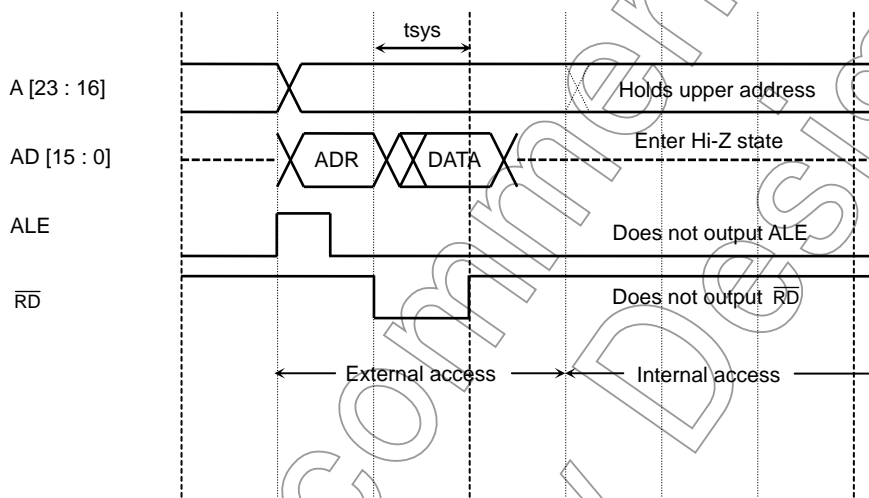 tsys
A [23 : 16]
Holds upper address
AD [15 : 0]
ADR
DATA
Enter Hi-Z state
ALE
Does not output ALE
RD
Does not output RD
External access
Internal access